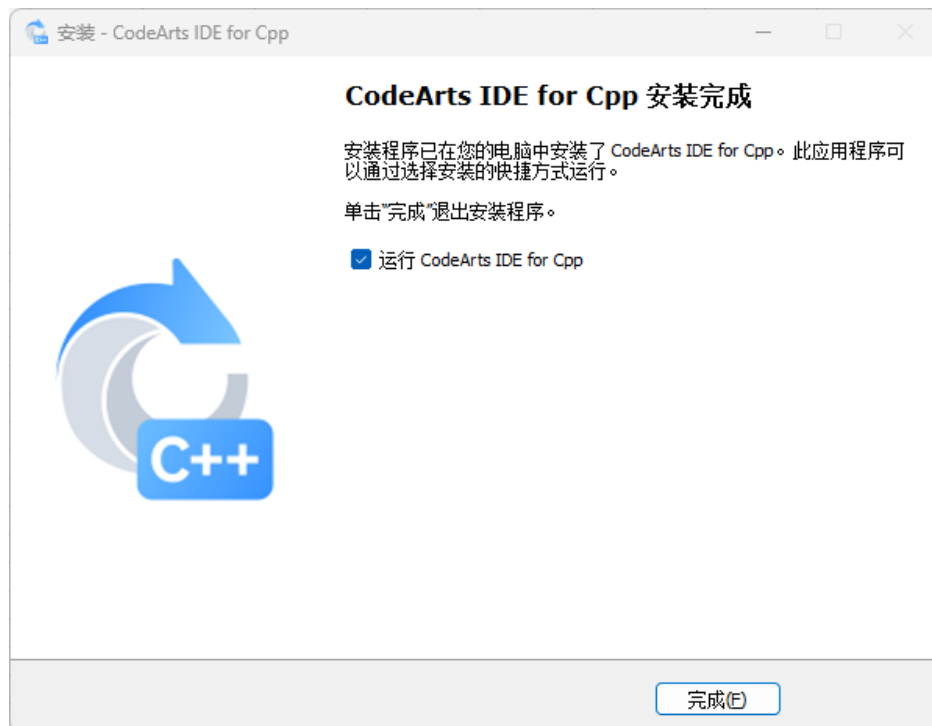 安装 - CodeArts IDE for Cpp
CodeArts IDE for Cpp 安装完成
安装程序已在您的电脑中安装了 CodeArts IDE for Cpp。此应用程序可
以通过选择安装的快捷方式运行。
单击"完成"退出安装程序。
运行 CodeArts IDE for Cpp
C++
完成(F)